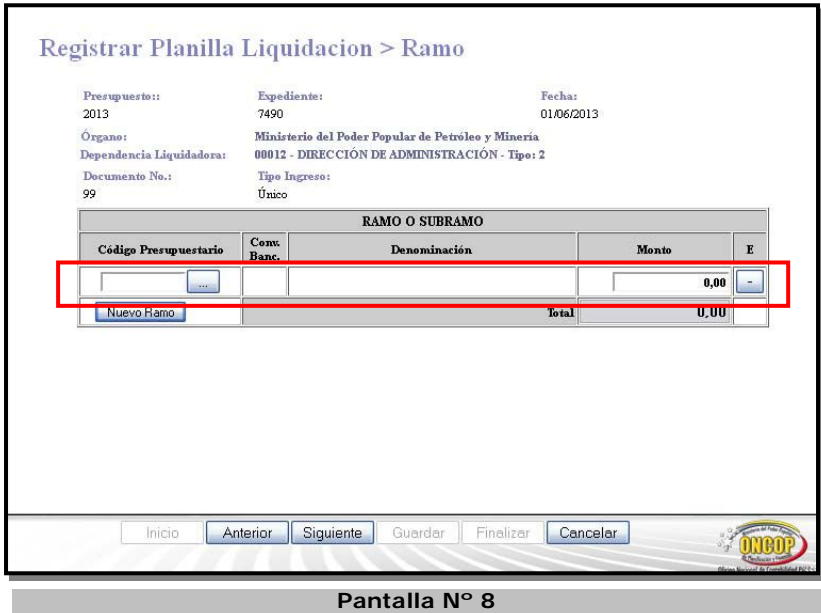 Registrar Planilla Liquidacion > Ramo
Presupuesto:: Expediente: Fecha:
2013 7490 01/06/2013
Órgano: Ministerio del Poder Popular de Petróleo y Minería
Dependencia Liquidadora: 00012 - DIRECCIÓN DE ADMINISTRACIÓN - Tipo: 2
Documento No.: Tipo Ingreso:
99 Único
RAMO O SUBRAMO
Código Presupuestario Conv. Banc. Denominación Monto E
... 0,00 -
Nuevo Ramo Total 0,00
Inicio Anterior Siguiente Guardar Finalizar Cancelar
ONCOP
Pantalla Nº 8